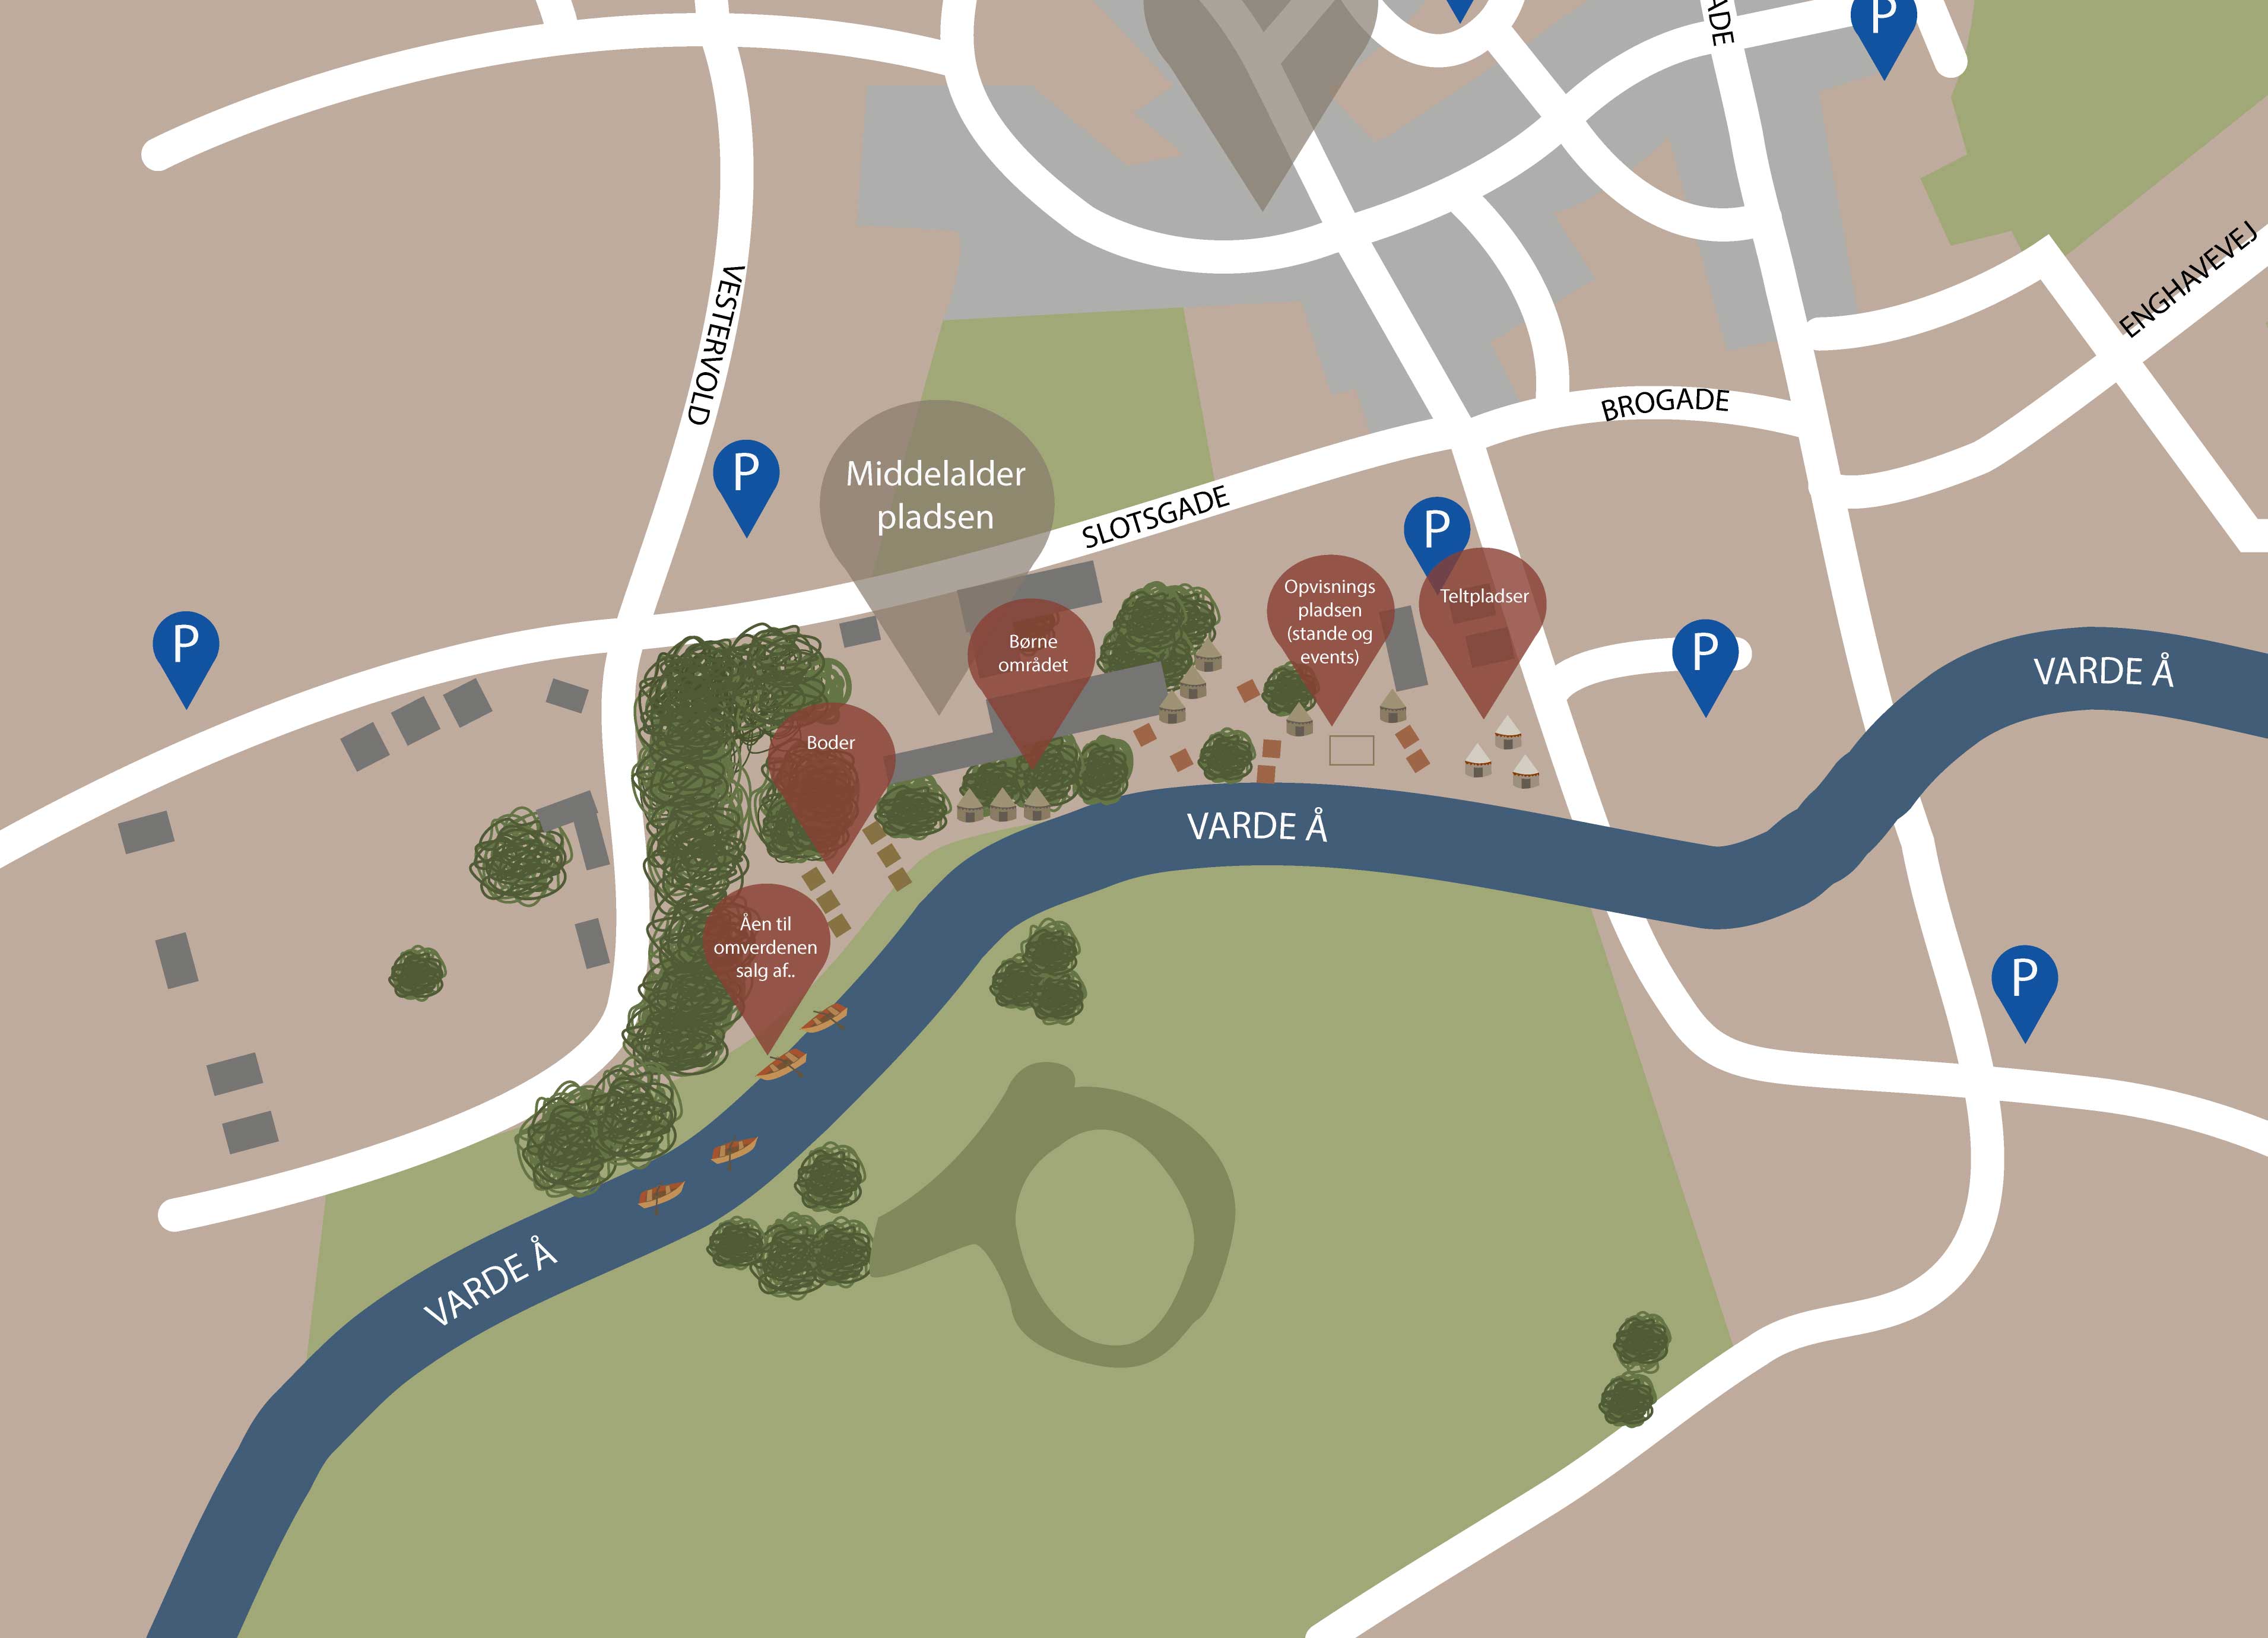 P
ADE
ENGHAVEVEJ
VESTERVOLD
BROGADE
P
Middelalder
pladsen
SLOTSGADE
P
P
Opvisnings
pladsen
(stande og
events)
Teltpladser
Børne
området
P
VARDE Å
Boder
VARDE Å
Åen til
omverdenen
salg af..
P
VARDE Å